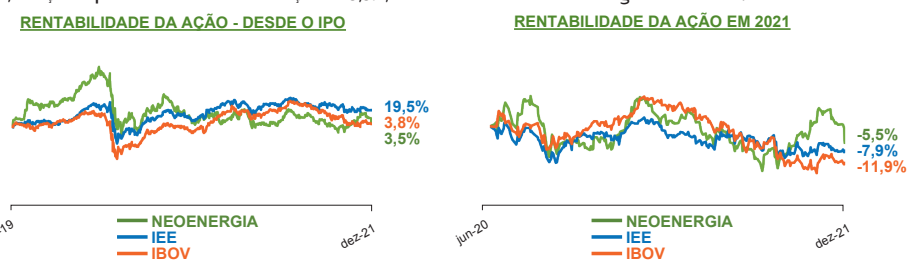 RENTABILIDADE DA AÇÃO - DESDE O IPO
RENTABILIDADE DA AÇÃO EM 2021
19,5%
3,8%
3,5%
-5,5%
-7,9%
-11,9%
-19
dez-21
jun-20
dez-21
NEOENERGIA
IEE
IBOV
NEOENERGIA
IEE
IBOV